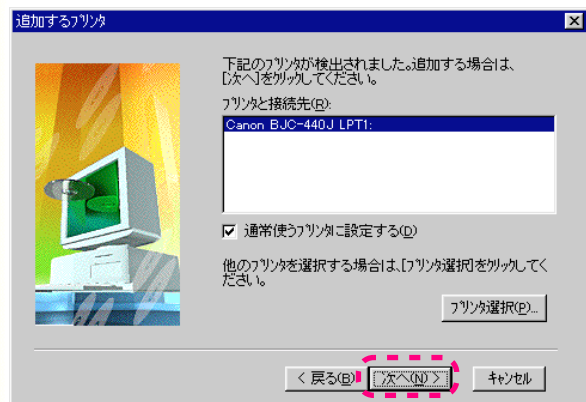 追加するプリンタ
下記のプリンタが検出されました。追加する場合は、
[次へ]をクリックしてください。
プリンタと接続先(R):
Canon BJC-440J LPT1:
通常使うプリンタに設定する(D)
他のプリンタを選択する場合は、[プリンタ選択]をクリックしてく
ださい。
プリンタ選択(P)...
< 戻る(B)
次へ(N) >
キャンセル